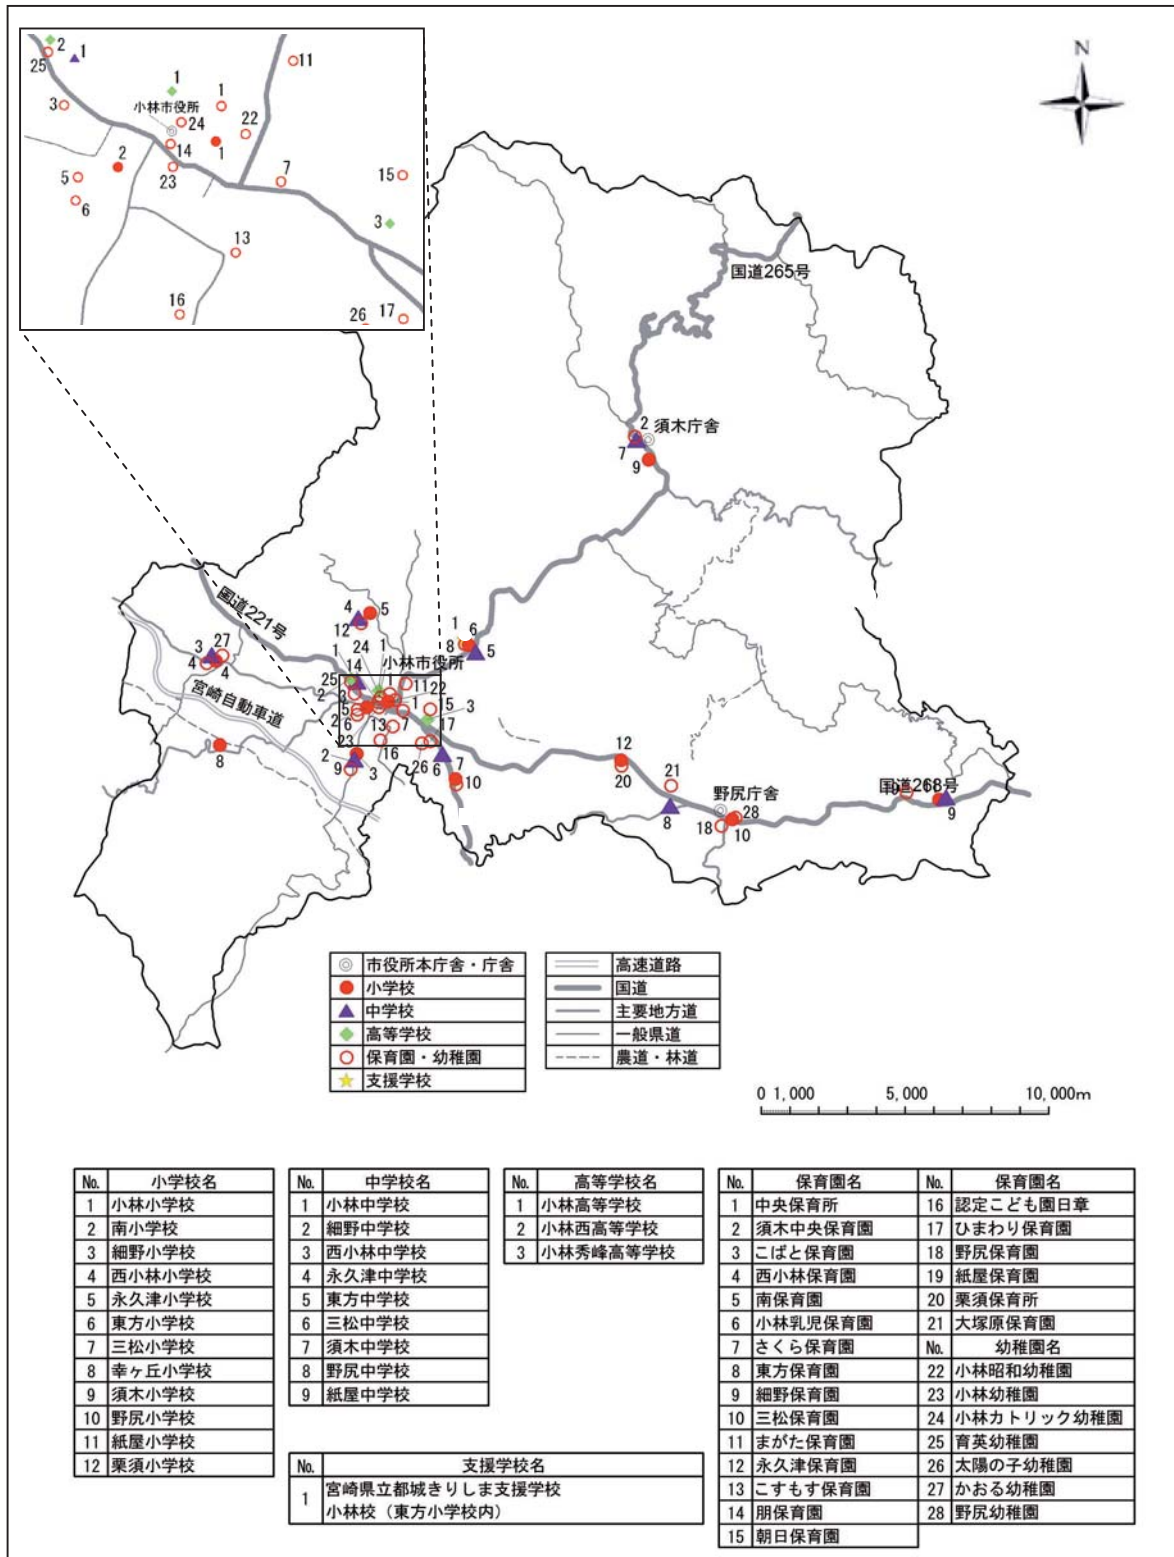 2
1
25
3
1
1
11
小林市役所
24
22
14
1
2
23
7
15
5
6
3
13
16
26
17
N
国道265号
2
須木庁舎
7
9
国道221号
4
5
12
1
6
8
5
24
1
小林市役所
3
27
4
4
宮崎自動車道
1
14
25
2
3
1
11
22
5
1
15
3
2
6
13
7
17
23
16
26
8
2
9
3
6
7
10
12
20
21
野尻庁舎
8
18
28
10
国道268号
9
市役所本庁舎・庁舎
小学校
中学校
高等学校
保育園・幼稚園
支援学校
高速道路
国道
主要地方道
一般県道
農道・林道
0 1,000 5,000 10,000m
No. 小学校名
1 小林小学校
2 南小学校
3 細野小学校
4 西小林小学校
5 永久津小学校
6 東方小学校
7 三松小学校
8 幸ヶ丘小学校
9 須木小学校
10 野尻小学校
11 紙屋小学校
12 栗須小学校
No. 中学校名
1 小林中学校
2 細野中学校
3 西小林中学校
4 永久津中学校
5 東方中学校
6 三松中学校
7 須木中学校
8 野尻中学校
9 紙屋中学校
No. 支援学校名
1 宮崎県立都城きりしま支援学校
小林校（東方小学校内）
No. 高等学校名
1 小林高等学校
2 小林西高等学校
3 小林秀峰高等学校
No. 保育園名
1 中央保育所
2 須木中央保育園
3 こばと保育園
4 西小林保育園
5 南保育園
6 小林乳児保育園
7 さくら保育園
8 東方保育園
9 細野保育園
10 三松保育園
11 まがた保育園
12 永久津保育園
13 こすもす保育園
14 朋保育園
15 朝日保育園
No. 保育園名
16 認定こども園日章
17 ひまわり保育園
18 野尻保育園
19 紙屋保育園
20 栗須保育所
21 大塚原保育園
No. 幼稚園名
22 小林昭和幼稚園
23 小林幼稚園
24 小林カトリック幼稚園
25 育英幼稚園
26 太陽の子幼稚園
27 かおる幼稚園
28 野尻幼稚園